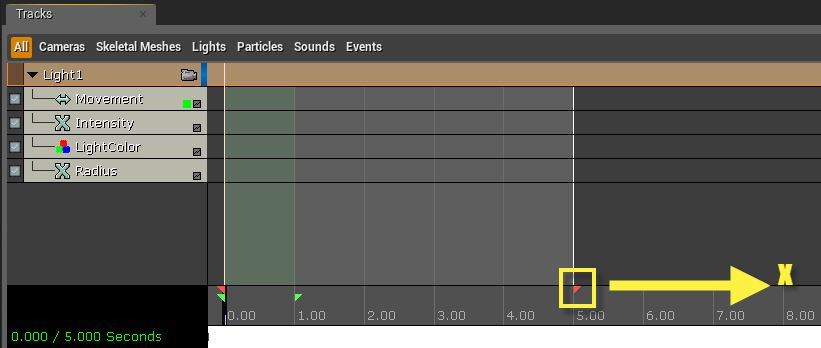 Tracks ×
All Cameras Skeletal Meshes Lights Particles Sounds Events
Light1
Movement
Intensity
LightColor
Radius
X
0.00 1.00 2.00 3.00 4.00 5.00 6.00 7.00 8.00
0.000 / 5.000 Seconds